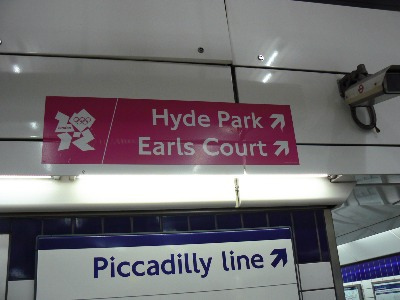 Hyde Park ↗
Earls Court ↗
Piccadilly line ↗